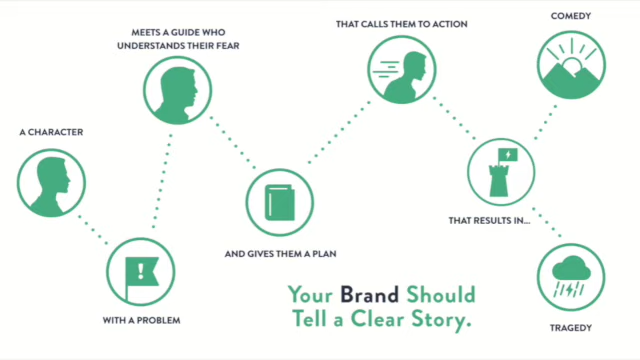 A CHARACTER
WITH A PROBLEM
MEETS A GUIDE WHO
UNDERSTANDS THEIR FEAR
AND GIVES THEM A PLAN
THAT CALLS THEM TO ACTION
THAT RESULTS IN...
COMEDY
TRAGEDY
Your Brand Should
Tell a Clear Story.